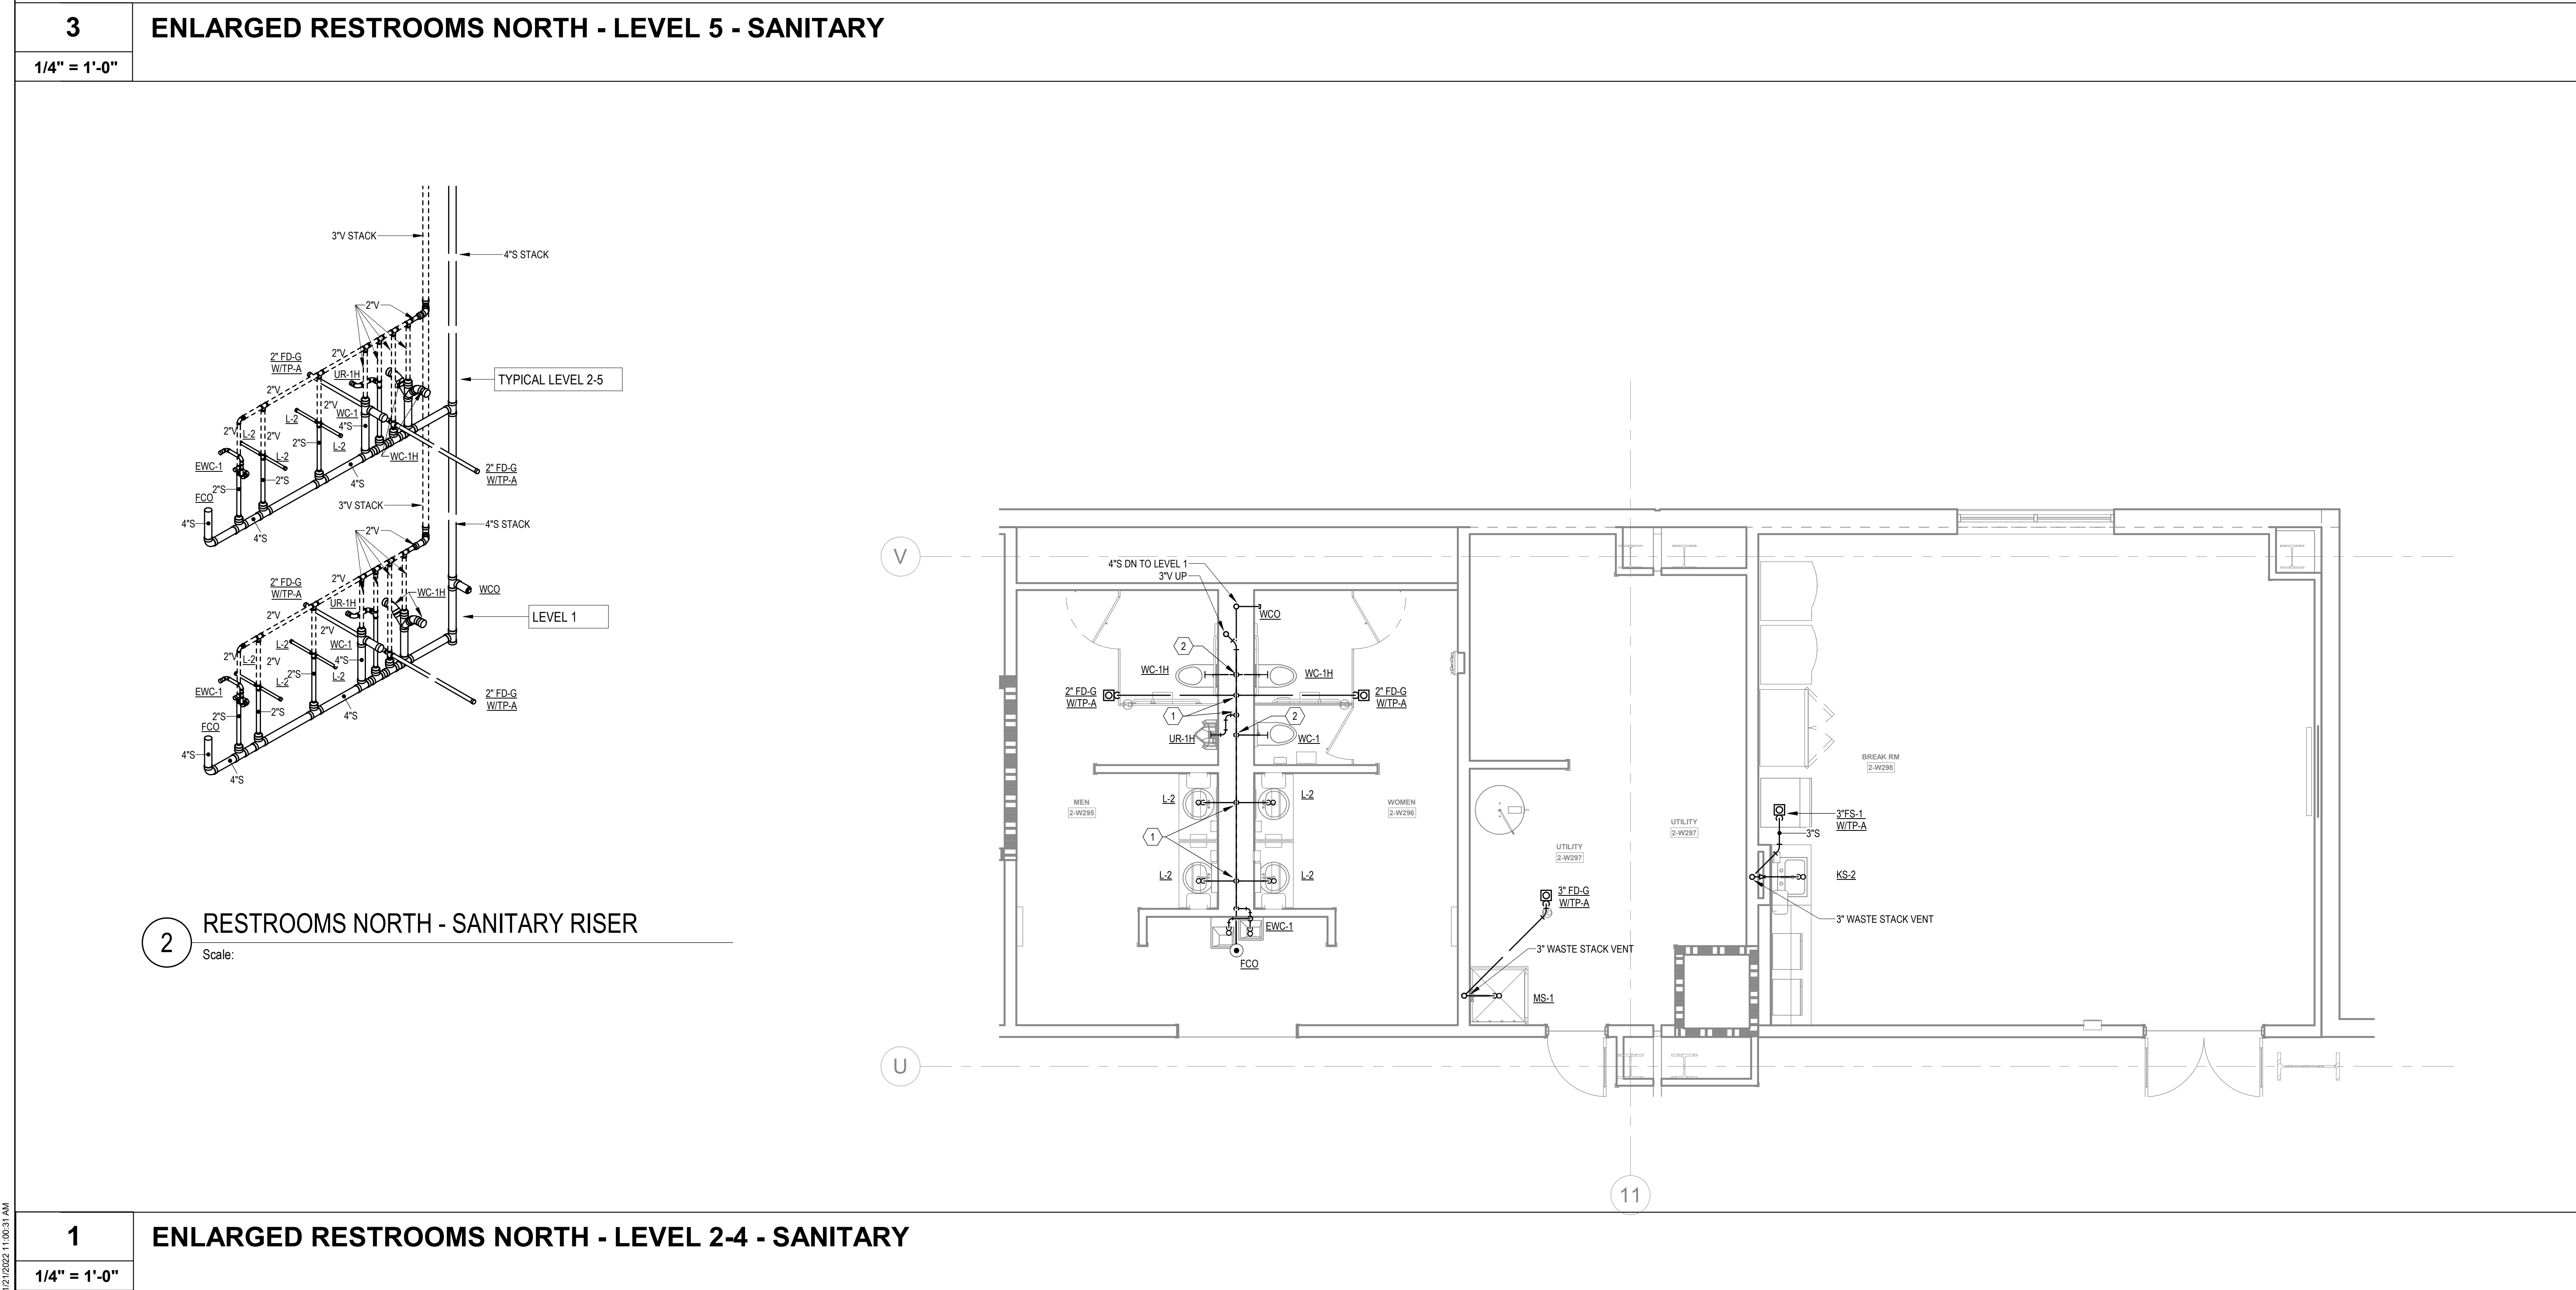 3
ENLARGED RESTROOMS NORTH - LEVEL 5 - SANITARY
1/4" = 1'-0"
3"V STACK
4"S STACK
2"V
2" FD-G
W/TP-A
2"V
UR-1H
TYPICAL LEVEL 2-5
2"V
2"V
L-2
WC-1
4"S
2"V
L-2
2"V
2"S
L-2
WC-1H
EWC-1
L-2
2" FD-G
W/TP-A
2"S
2"S
4"S
FCO
3"V STACK
4"S
4"S
4"S STACK
2"V
2" FD-G
W/TP-A
2"V
WC-1H
WCO
UR-1H
2"V
2"V
LEVEL 1
L-2
WC-1
2"V
L-2
2"V
4"S
2"S
L-2
EWC-1
L-2
2" FD-G
W/TP-A
2"S
2"S
4"S
FCO
4"S
4"S
2
RESTROOMS NORTH - SANITARY RISER
Scale:
V
4"S DN TO LEVEL 1
3"V UP
WCO
2
WC-1H
WC-1H
2" FD-G
W/TP-A
2" FD-G
W/TP-A
1
2
UR-1H
WC-1
MEN
2-W295
L-2
L-2
WOMEN
2-W296
1
L-2
L-2
EWC-1
FCO
UTILITY
2-W297
UTILITY
2-W297
3" FD-G
W/TP-A
3" WASTE STACK VENT
MS-1
BREAK RM
2-W298
3"FS-1
W/TP-A
3"S
KS-2
3" WASTE STACK VENT
U
11
1
ENLARGED RESTROOMS NORTH - LEVEL 2-4 - SANITARY
1/4" = 1'-0"
1/21/2022 11:00:31 AM